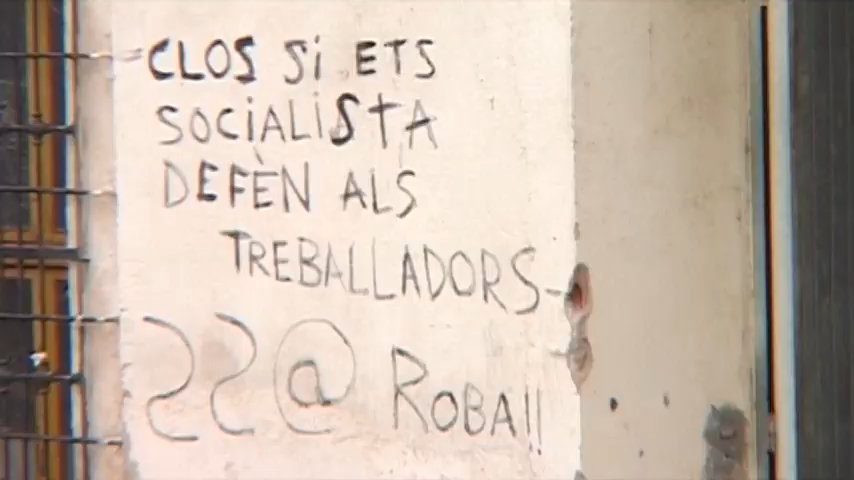 CLOS Si ETS
SOCiALiSTA
DEFÈN ALS
TREBALLADORS-
22@ ROBA!!